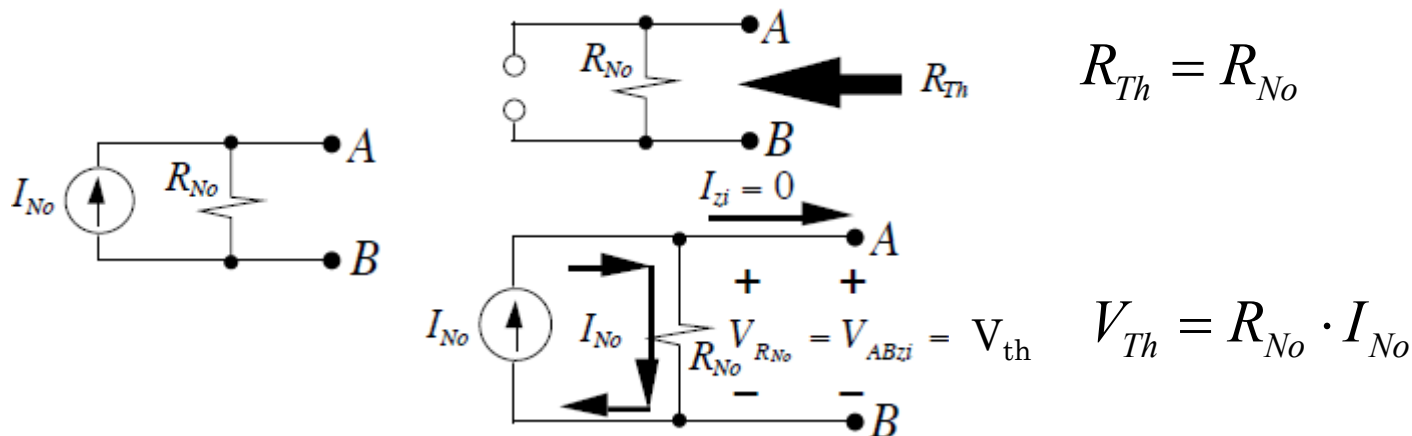 A
R_No
R_Th
B
R_Th = R_No
I_No
R_No
A
B
I_zi = 0
A
I_No
I_No
R_No
+ +
V_R_No = V_ABzi = V_th
− −
B
V_Th = R_No · I_No